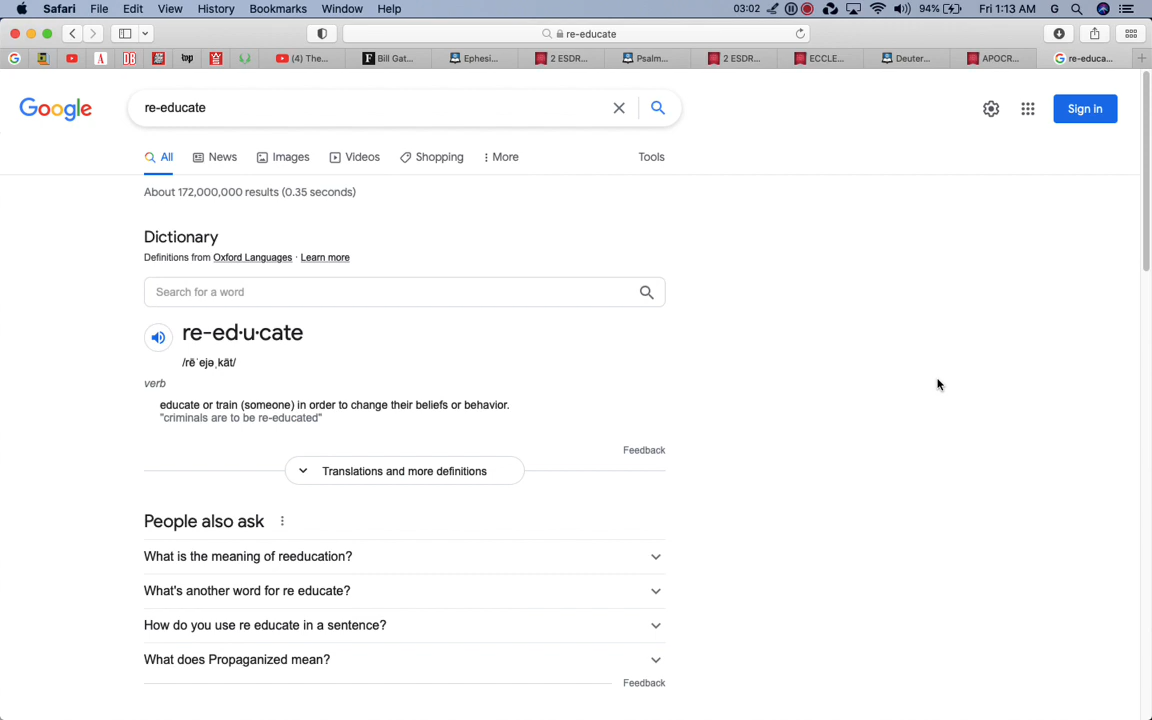 Safari File Edit View History Bookmarks Window Help 03:02 94% Fri 1:13 AM G
re-educate
A DB top (4) The... F Bill Gat... Ephesi... 2 ESDR... Psalm... 2 ESDR... ECCLE... Deuter... APOCR... re-educa...
Google re-educate Sign in
All News Images Videos Shopping More Tools
About 172,000,000 results (0.35 seconds)
Dictionary
Definitions from Oxford Languages · Learn more
Search for a word
re-ed·u·cate
/rēˈejəˌkāt/
verb
educate or train (someone) in order to change their beliefs or behavior.
"criminals are to be re-educated"
Feedback
Translations and more definitions
People also ask
What is the meaning of reeducation?
What's another word for re educate?
How do you use re educate in a sentence?
What does Propaganized mean?
Feedback